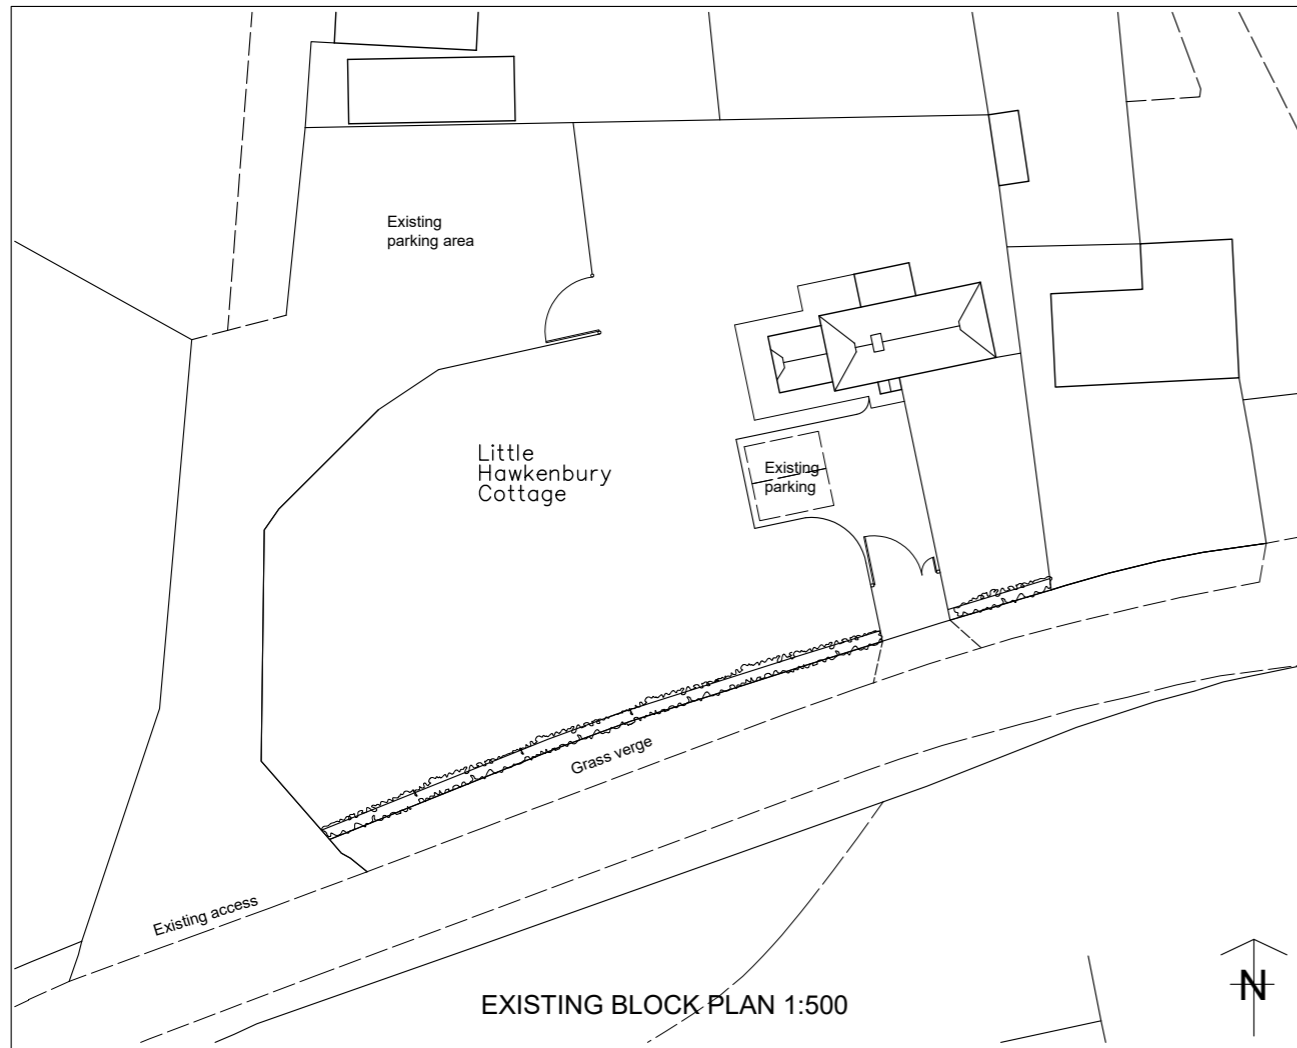 Existing
parking area
Little
Hawkenbury
Cottage
Existing
parking
Grass verge
Existing access
EXISTING BLOCK PLAN 1:500
N